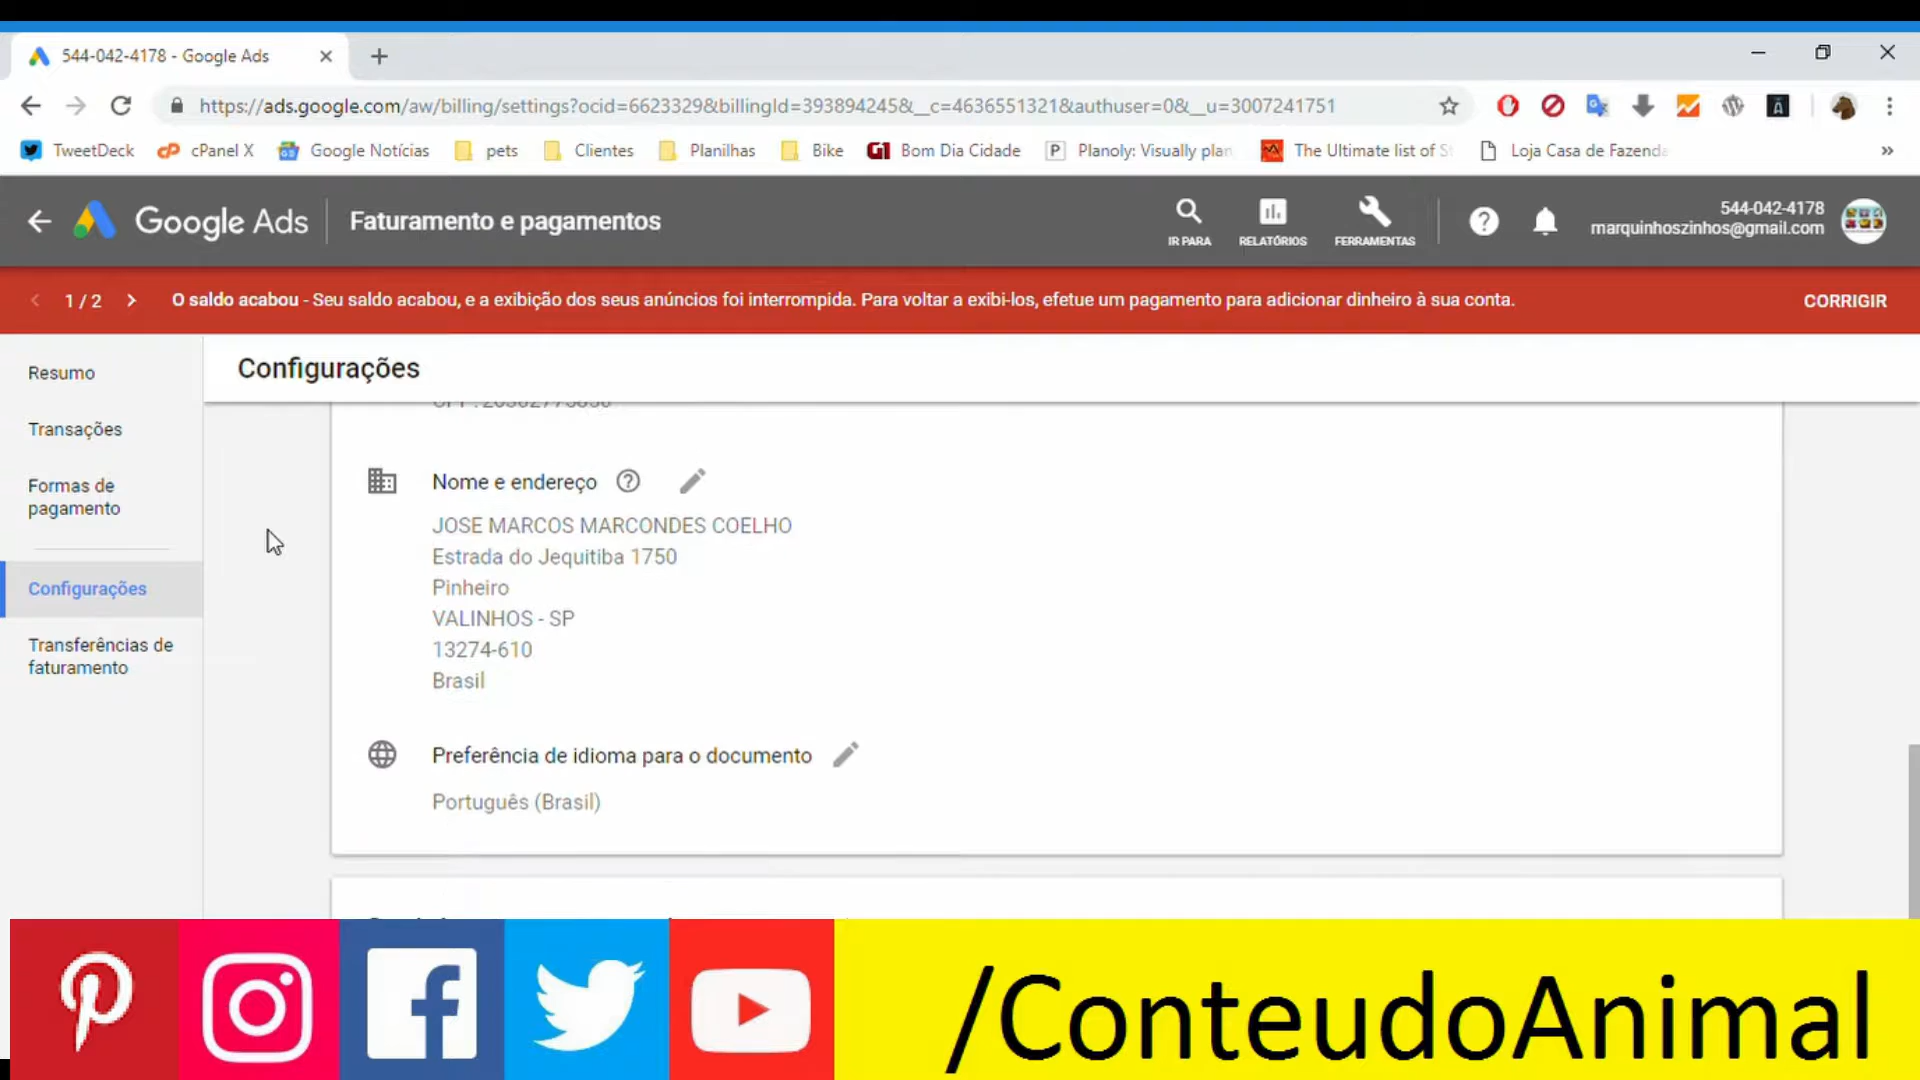 544-042-4178 - Google Ads
https://ads.google.com/aw/billing/settings?ocid=6623329&billingId=393894245&__c=4636551321&authuser=0&__u=3007241751
TweetDeck cPanel X Google Notícias pets Clientes Planilhas Bike G1 Bom Dia Cidade Planoly: Visually plan The Ultimate list of S Loja Casa de Fazenda
Google Ads Faturamento e pagamentos
IR PARA RELATÓRIOS FERRAMENTAS
544-042-4178
marquinhoszinhos@gmail.com
1 / 2 O saldo acabou - Seu saldo acabou, e a exibição dos seus anúncios foi interrompida. Para voltar a exibi-los, efetue um pagamento para adicionar dinheiro à sua conta. CORRIGIR
Resumo
Transações
Formas de
pagamento
Configurações
Transferências de
faturamento
Configurações
Nome e endereço
JOSE MARCOS MARCONDES COELHO
Estrada do Jequitiba 1750
Pinheiro
VALINHOS - SP
13274-610
Brasil
Preferência de idioma para o documento
Português (Brasil)
/ConteudoAnimal